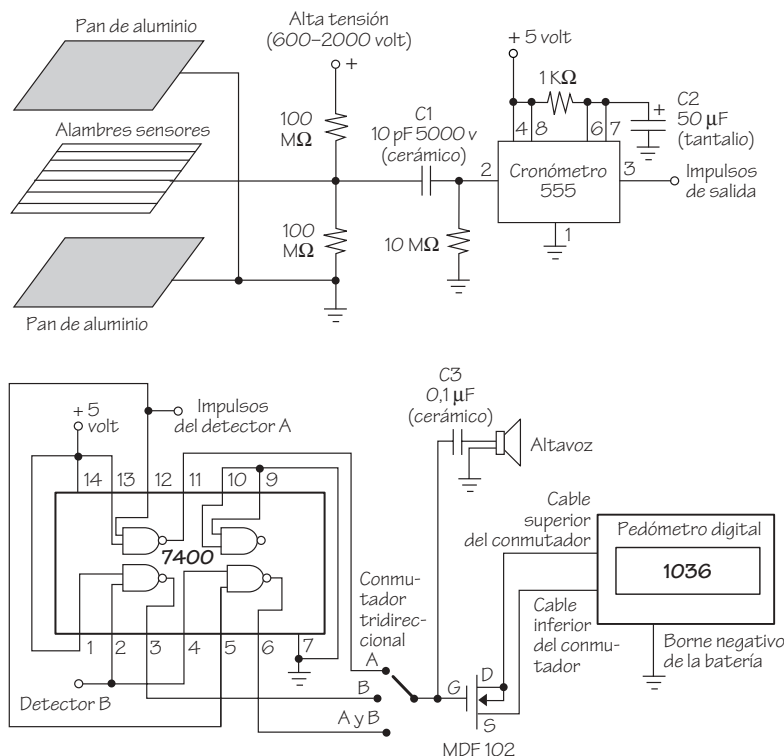 Pan de aluminio
Alambres sensores
Pan de aluminio
Alta tensión
(600–2000 volt)
+
100
MΩ
100
MΩ
C1
10 pF 5000 v
(cerámico)
10 MΩ
+ 5 volt
1 KΩ
4 8 6 7
+
C2
50 μF
(tantalio)
2
Cronómetro
555
3
1
Impulsos
de salida
+ 5
volt
Impulsos
del detector A
14 13 12 11 10 9
7400
1 2 3 4 5 6 7
Detector B
Conmu-
tador
tridirec-
cional
A
B
A y B
C3
0,1 μF
(cerámico)
Altavoz
G
D
S
MDF 102
Cable
superior
del conmutador
Cable
inferior
del conmu-
tador
Pedómetro digital
1036
Borne negativo
de la batería